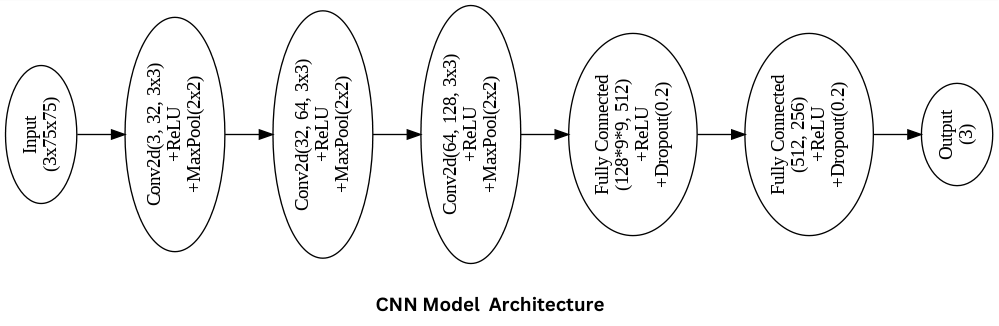 Input
(3x75x75)
Conv2d(3, 32, 3x3)
+ReLU
+MaxPool(2x2)
Conv2d(32, 64, 3x3)
+ReLU
+MaxPool(2x2)
Conv2d(64, 128, 3x3)
+ReLU
+MaxPool(2x2)
Fully Connected
(128*9*9, 512)
+ReLU
+Dropout(0.2)
Fully Connected
(512, 256)
+ReLU
+Dropout(0.2)
Output
(3)
CNN Model Architecture